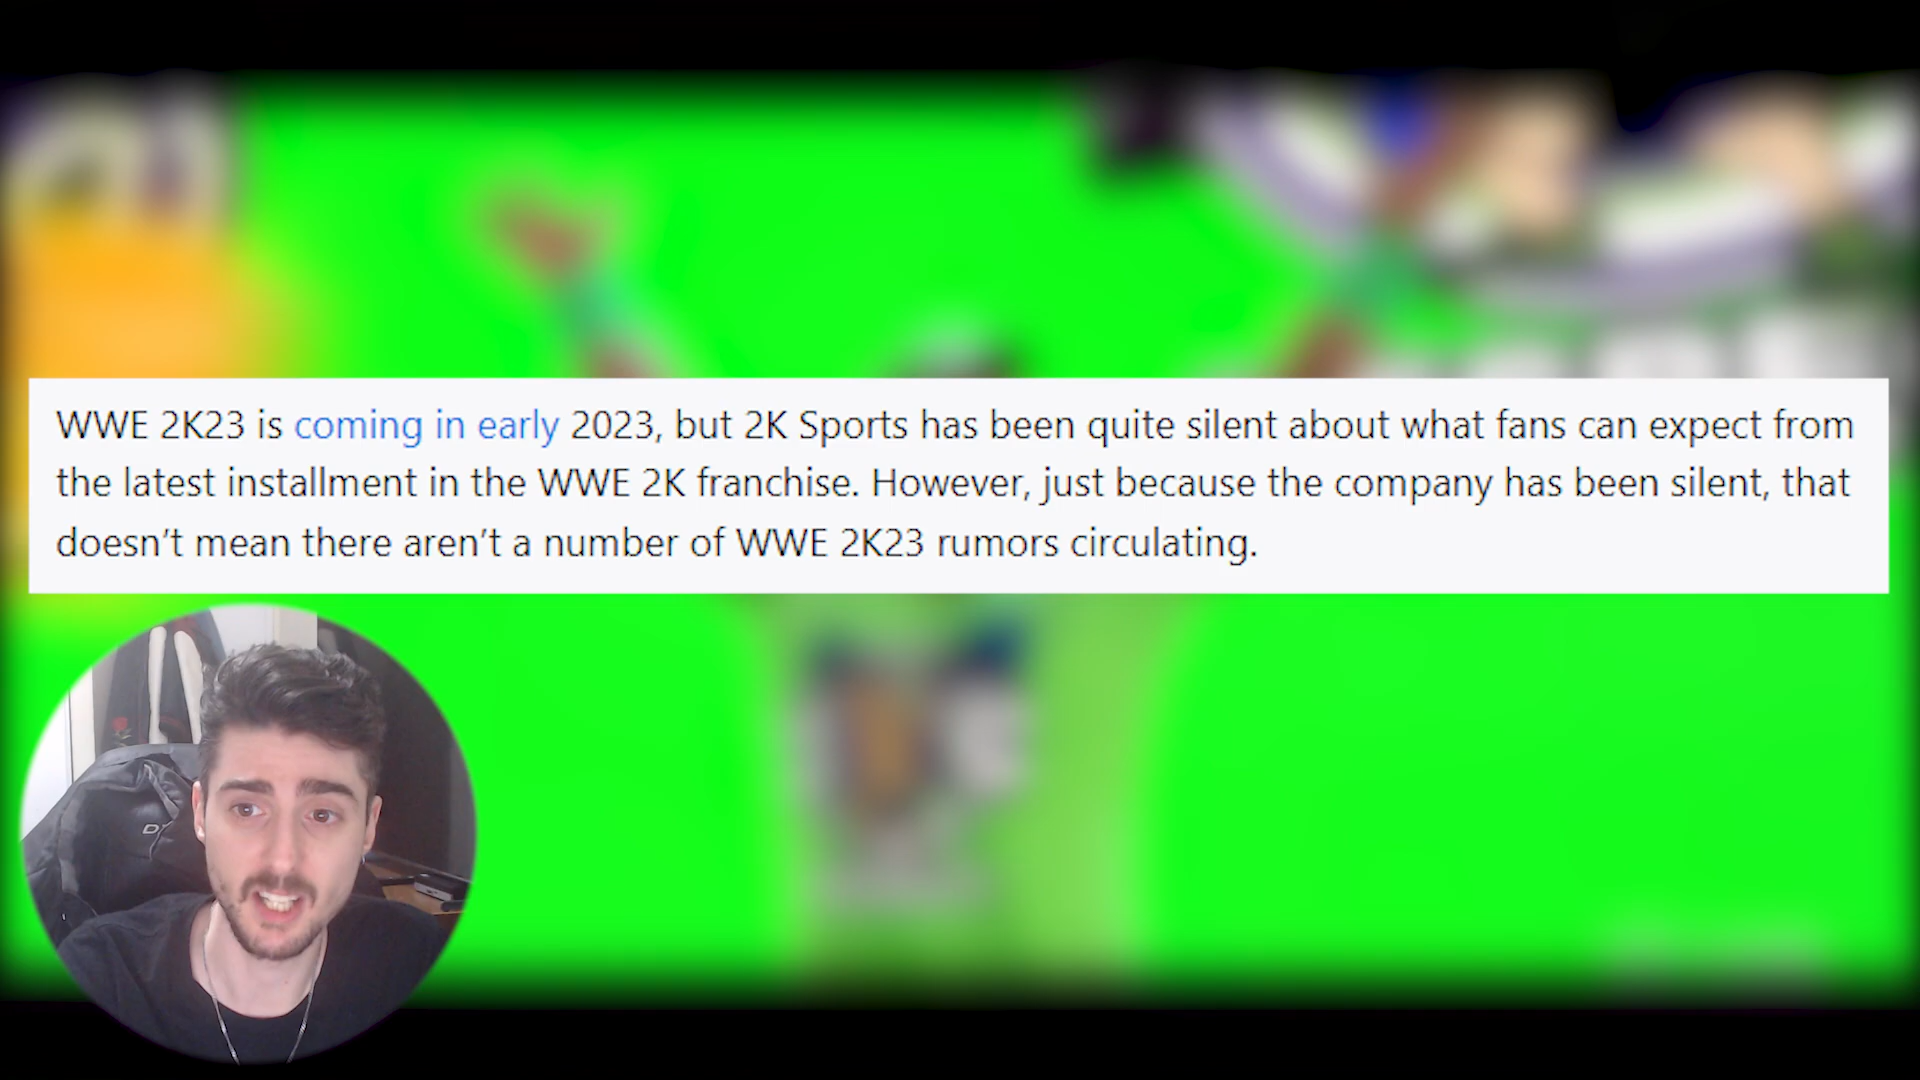 WWE 2K23 is coming in early 2023, but 2K Sports has been quite silent about what fans can expect from
the latest installment in the WWE 2K franchise. However, just because the company has been silent, that
doesn’t mean there aren’t a number of WWE 2K23 rumors circulating.